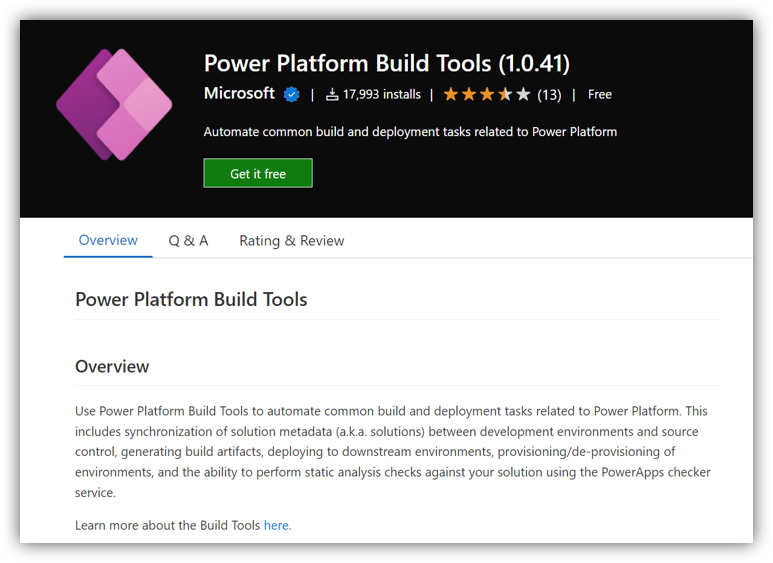 Power Platform Build Tools (1.0.41)
Microsoft | 17,993 installs | (13) | Free
Automate common build and deployment tasks related to Power Platform
Get it free
Overview Q & A Rating & Review
Power Platform Build Tools
Overview
Use Power Platform Build Tools to automate common build and deployment tasks related to Power Platform. This
includes synchronization of solution metadata (a.k.a. solutions) between development environments and source
control, generating build artifacts, deploying to downstream environments, provisioning/de-provisioning of
environments, and the ability to perform static analysis checks against your solution using the PowerApps checker
service.
Learn more about the Build Tools here.